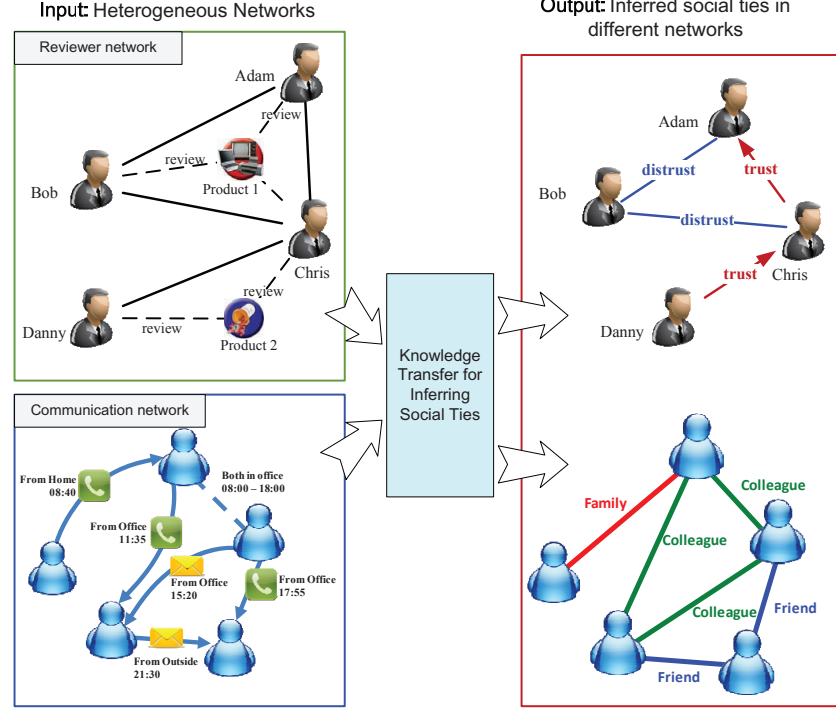 Input: Heterogeneous Networks
Reviewer network
Adam
review
review
Bob
Product 1
Chris
review
Danny
review
Product 2
Communication network
From Home
08:40
Both in office
08:00 – 18:00
From Office
11:35
From Office
15:20
From Office
17:55
From Outside
21:30
Knowledge
Transfer for
Inferring
Social Ties
Output: Inferred social ties in
different networks
Adam
distrust
trust
Bob
distrust
Chris
trust
Danny
Family
Colleague
Colleague
Colleague
Friend
Friend